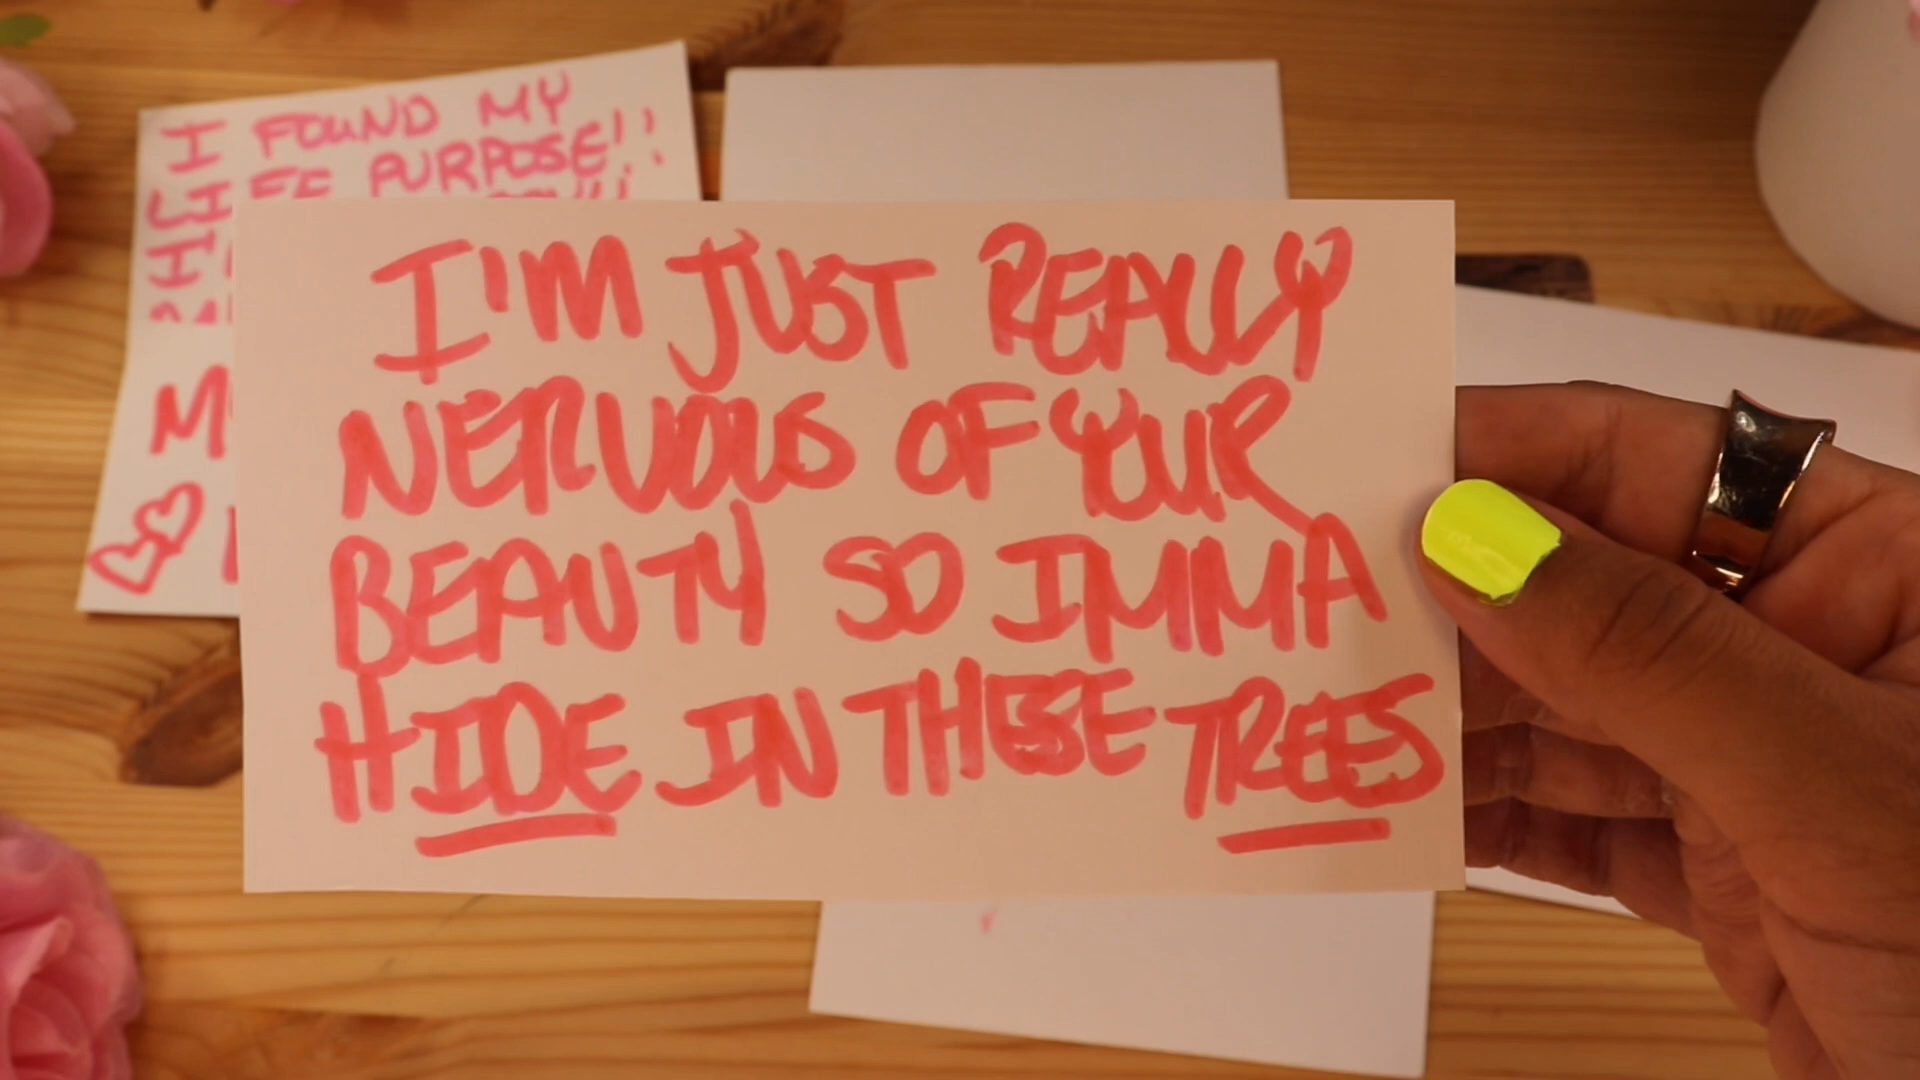 I FOUND MY
LIFE PURPOSE!!
I'M JUST REALLY
NERVOUS OF YOUR
BEAUTY SO IMMA
HIDE IN THESE TREES